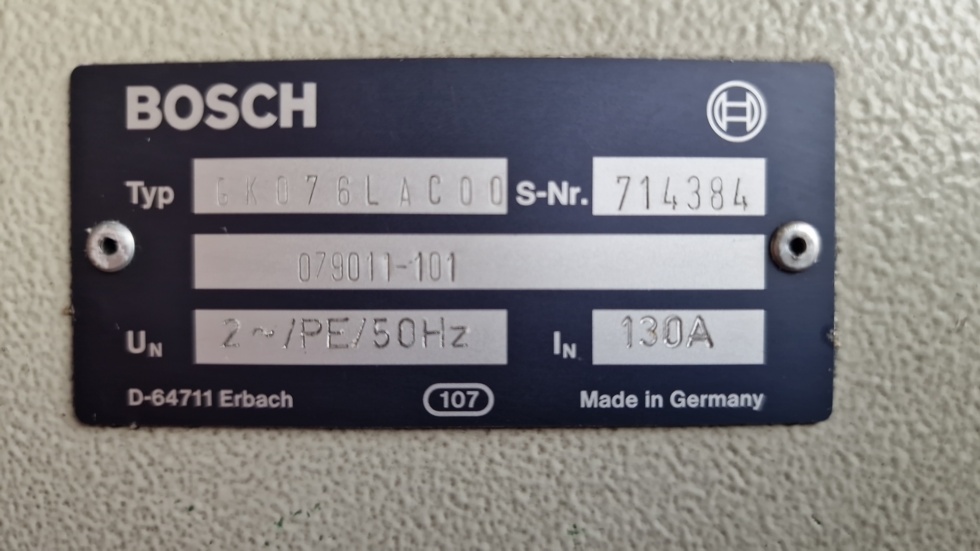 BOSCH
Typ GK076LAC00 S-Nr. 714384
079011-101
UN 2~/PE/50Hz IN 130A
D-64711 Erbach 107 Made in Germany